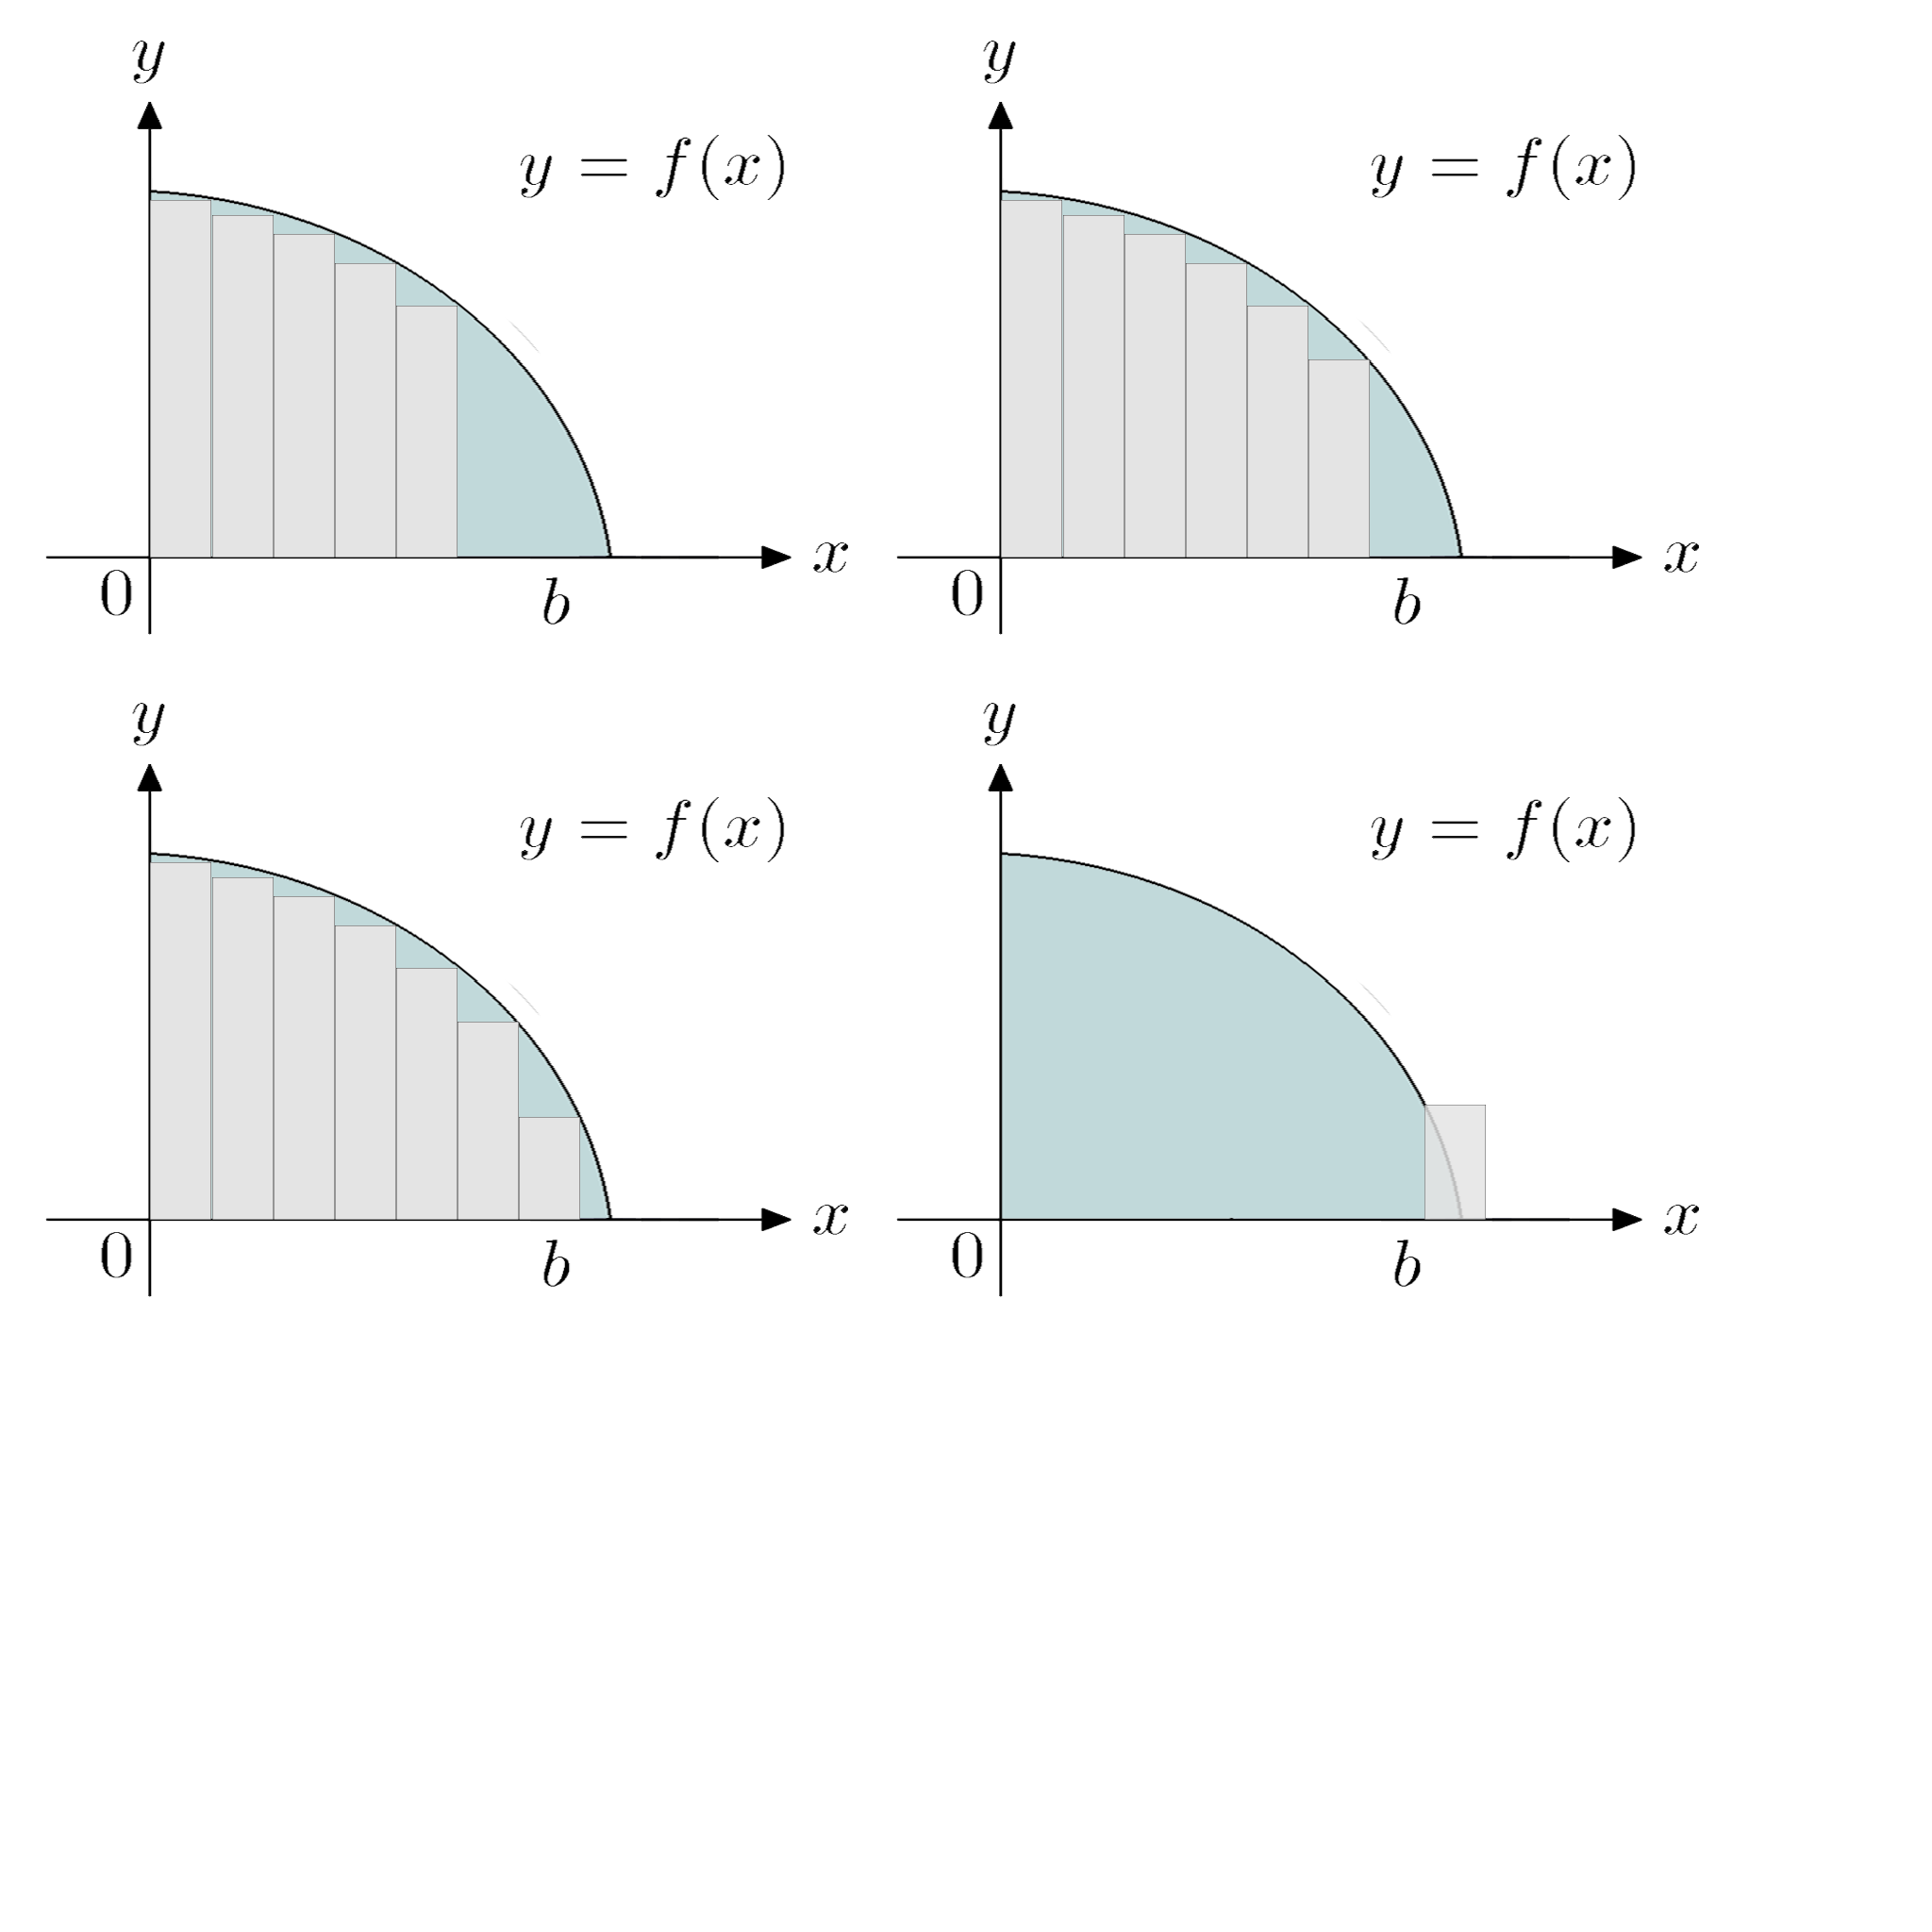 y y
y = f(x) y = f(x)
x x
0 b 0 b
y y
y = f(x) y = f(x)
x x
0 b 0 b